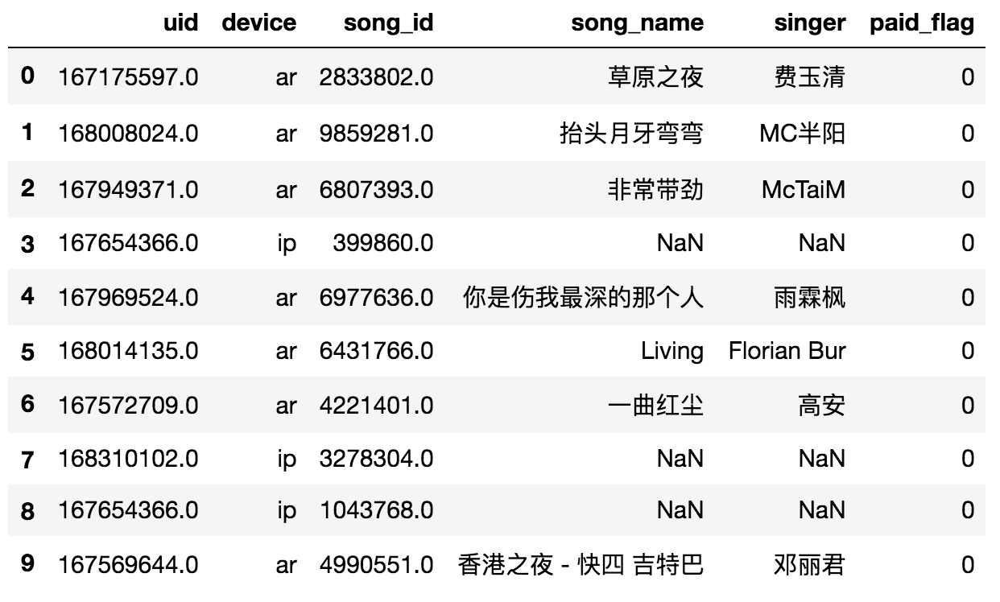 uid device song_id song_name singer paid_flag
0 167175597.0 ar 2833802.0 草原之夜 费玉清 0
1 168008024.0 ar 9859281.0 抬头月牙弯弯 MC半阳 0
2 167949371.0 ar 6807393.0 非常带劲 McTaiM 0
3 167654366.0 ip 399860.0 NaN NaN 0
4 167969524.0 ar 6977636.0 你是伤我最深的那个人 雨霖枫 0
5 168014135.0 ar 6431766.0 Living Florian Bur 0
6 167572709.0 ar 4221401.0 一曲红尘 高安 0
7 168310102.0 ip 3278304.0 NaN NaN 0
8 167654366.0 ip 1043768.0 NaN NaN 0
9 167569644.0 ar 4990551.0 香港之夜 - 快四 吉特巴 邓丽君 0